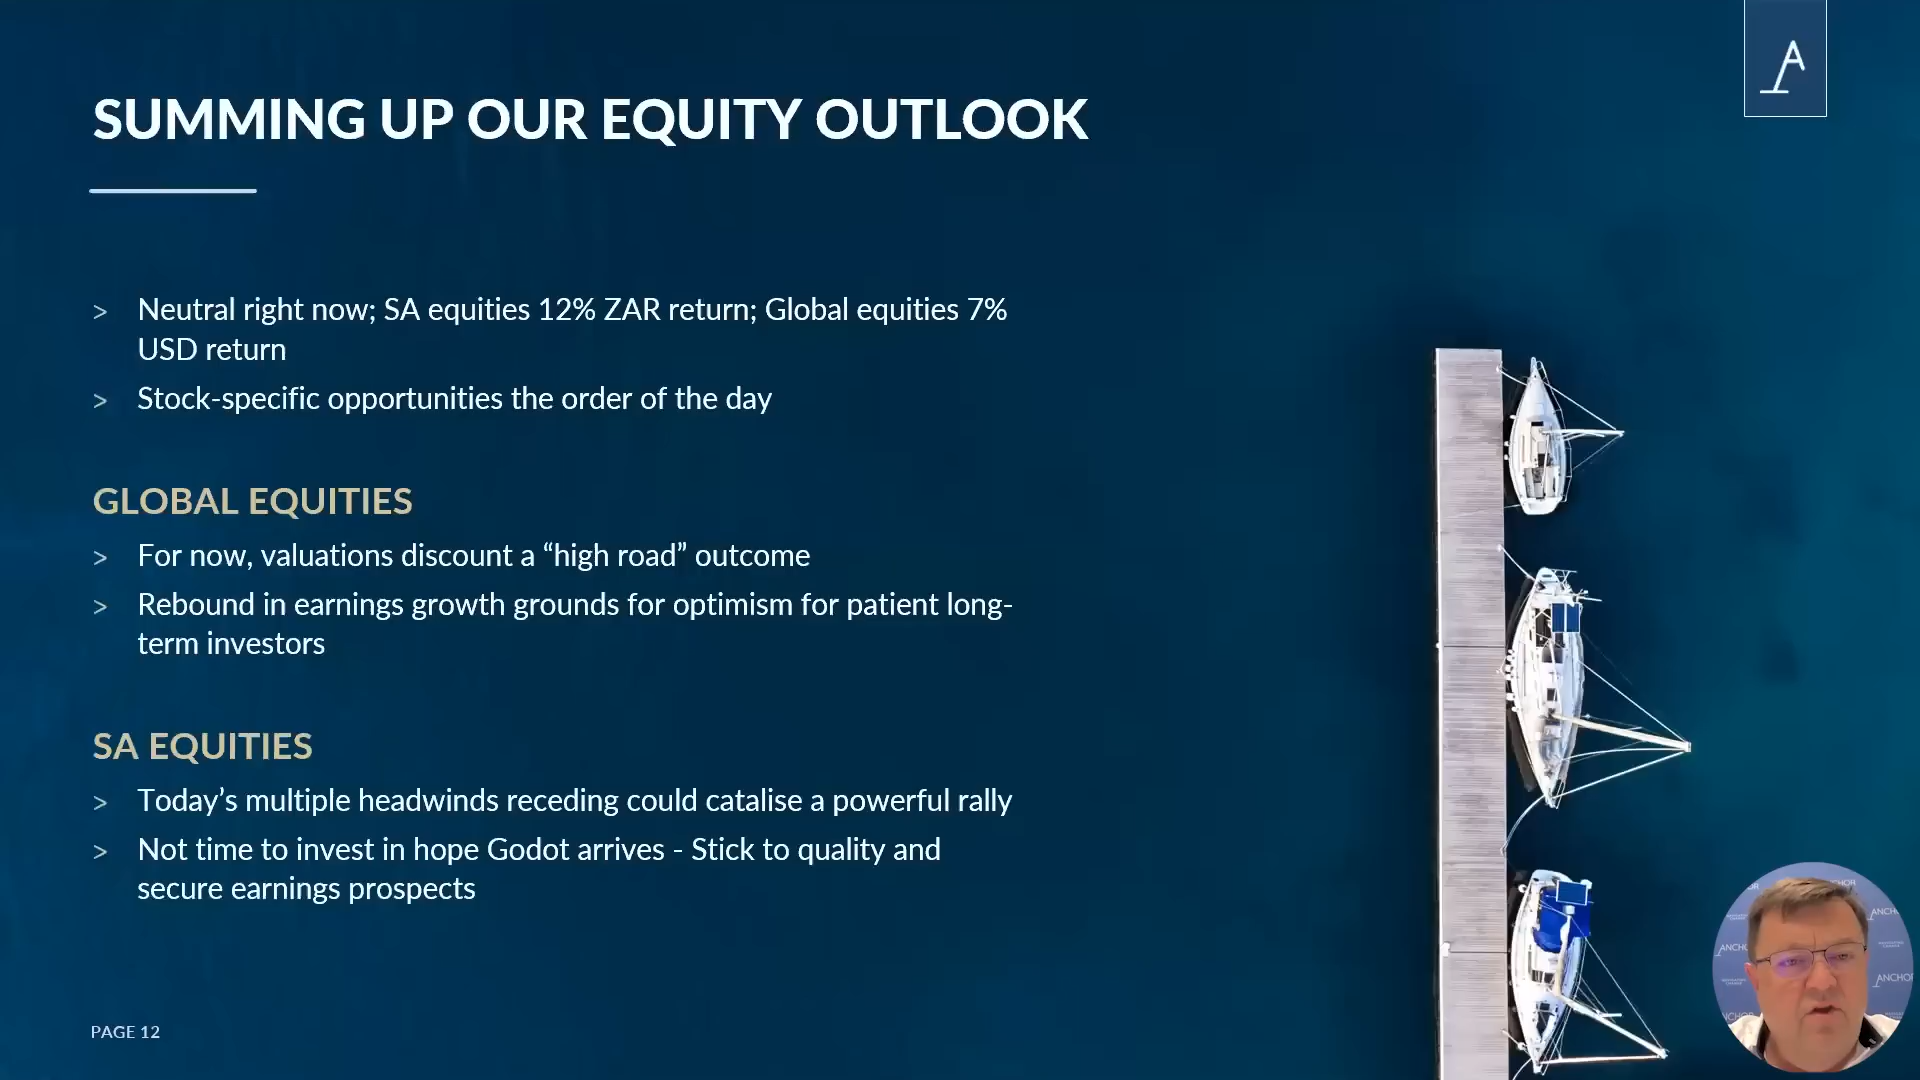 SUMMING UP OUR EQUITY OUTLOOK
> Neutral right now; SA equities 12% ZAR return; Global equities 7%
USD return
> Stock-specific opportunities the order of the day
GLOBAL EQUITIES
> For now, valuations discount a “high road” outcome
> Rebound in earnings growth grounds for optimism for patient long-
term investors
SA EQUITIES
> Today’s multiple headwinds receding could catalise a powerful rally
> Not time to invest in hope Godot arrives - Stick to quality and
secure earnings prospects
PAGE 12
ANCHOR